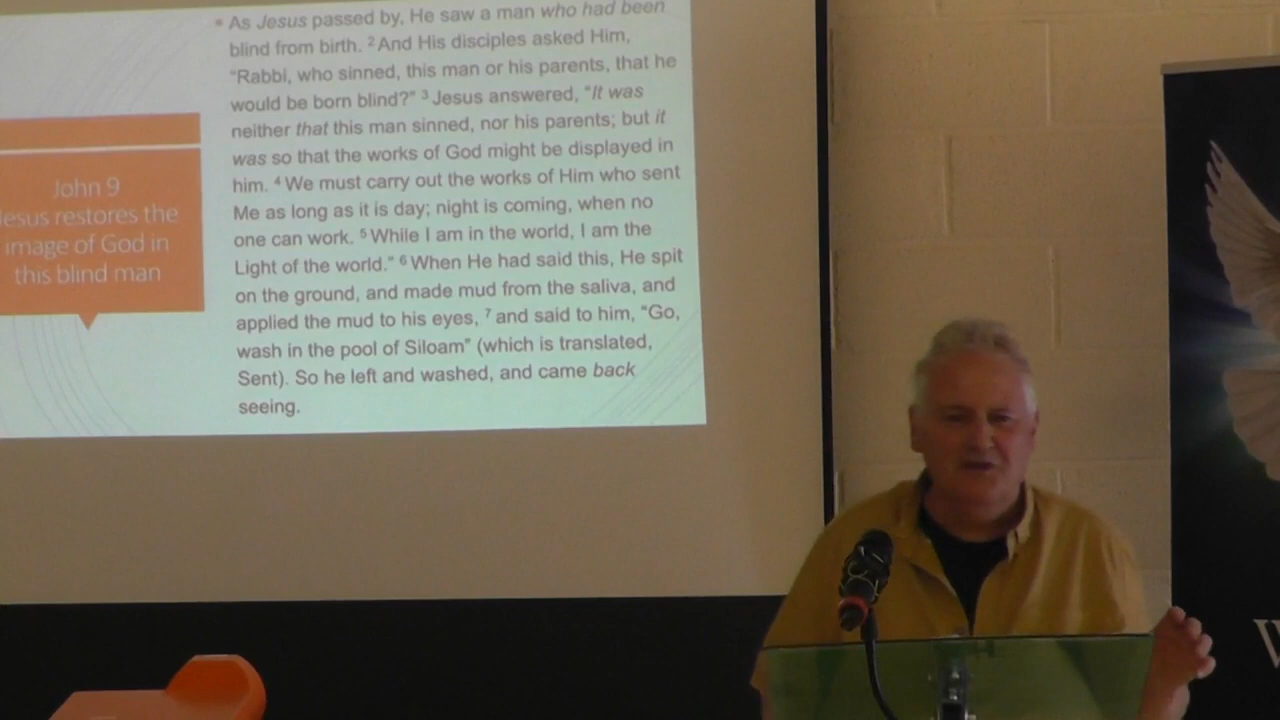 John 9
Jesus restores the
image of God in
this blind man
As Jesus passed by, He saw a man who had been
blind from birth. ² And His disciples asked Him,
“Rabbi, who sinned, this man or his parents, that he
would be born blind?” ³ Jesus answered, “It was
neither that this man sinned, nor his parents; but it
was so that the works of God might be displayed in
him. ⁴ We must carry out the works of Him who sent
Me as long as it is day; night is coming, when no
one can work. ⁵ While I am in the world, I am the
Light of the world.” ⁶ When He had said this, He spit
on the ground, and made mud from the saliva, and
applied the mud to his eyes, ⁷ and said to him, “Go,
wash in the pool of Siloam” (which is translated,
Sent). So he left and washed, and came back
seeing.